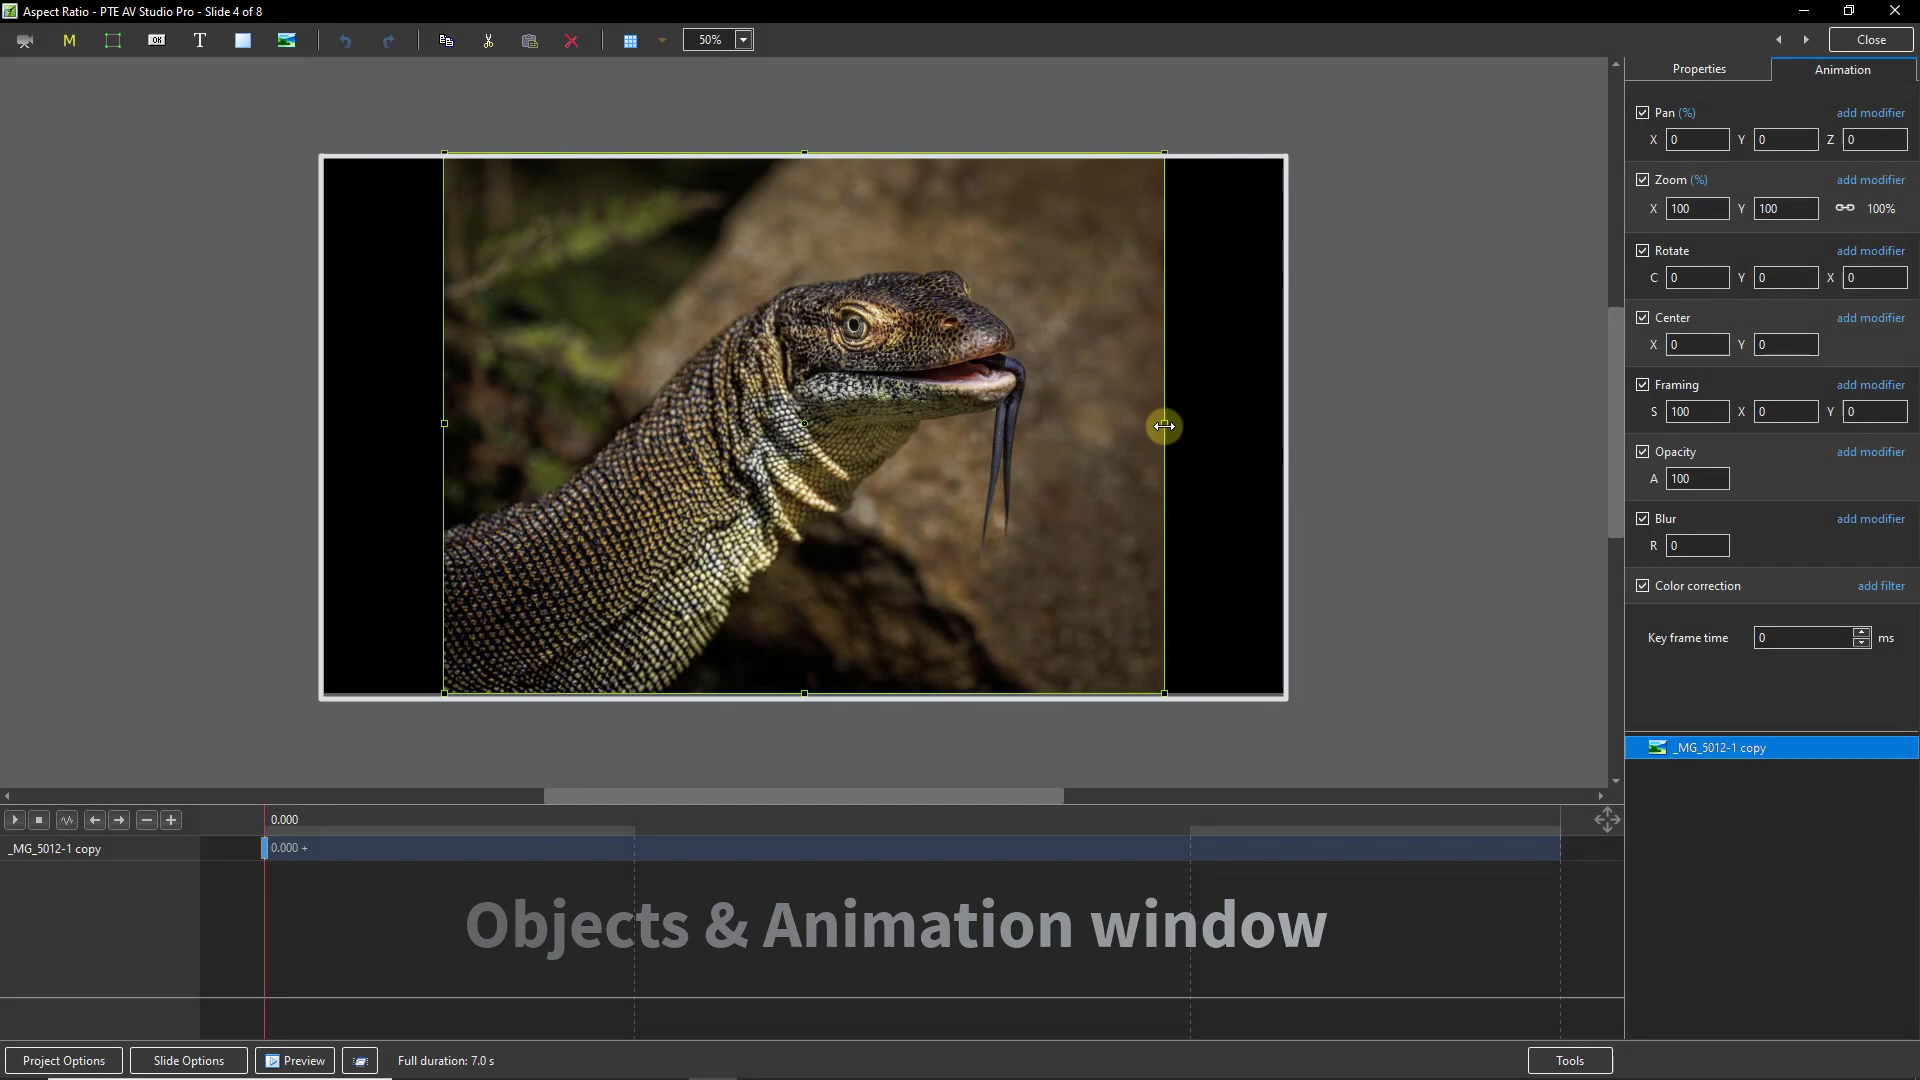 Aspect Ratio - PTE AV Studio Pro - Slide 4 of 8
M OK T 50% Close
Properties Animation
Pan (%) add modifier
X 0 Y 0 Z 0
Zoom (%) add modifier
X 100 Y 100 100%
Rotate add modifier
C 0 Y 0 X 0
Center add modifier
X 0 Y 0
Framing add modifier
S 100 X 0 Y 0
Opacity add modifier
A 100
Blur add modifier
R 0
Color correction add filter
Key frame time 0 ms
_MG_5012-1 copy
0.000
_MG_5012-1 copy 0.000 +
Objects & Animation window
Project Options Slide Options Preview Full duration: 7.0 s Tools